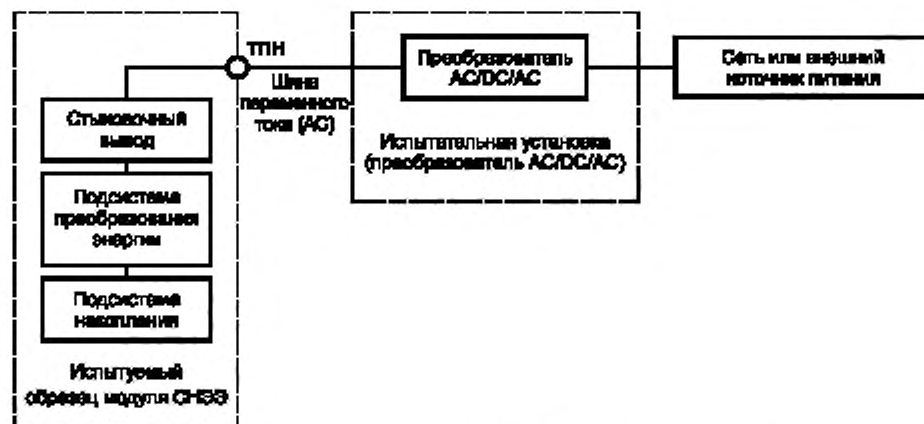 ТПН
Шина
переменного
тока (АС)
Преобразователь
AC/DC/AC
Испытательная установка
(преобразователь AC/DC/AC)
Сеть или внешний
источник питания
Стыковочный
вывод
Подсистема
преобразования
энергии
Подсистема
накопления
Испытуемый
образец модуля СНЭЭ